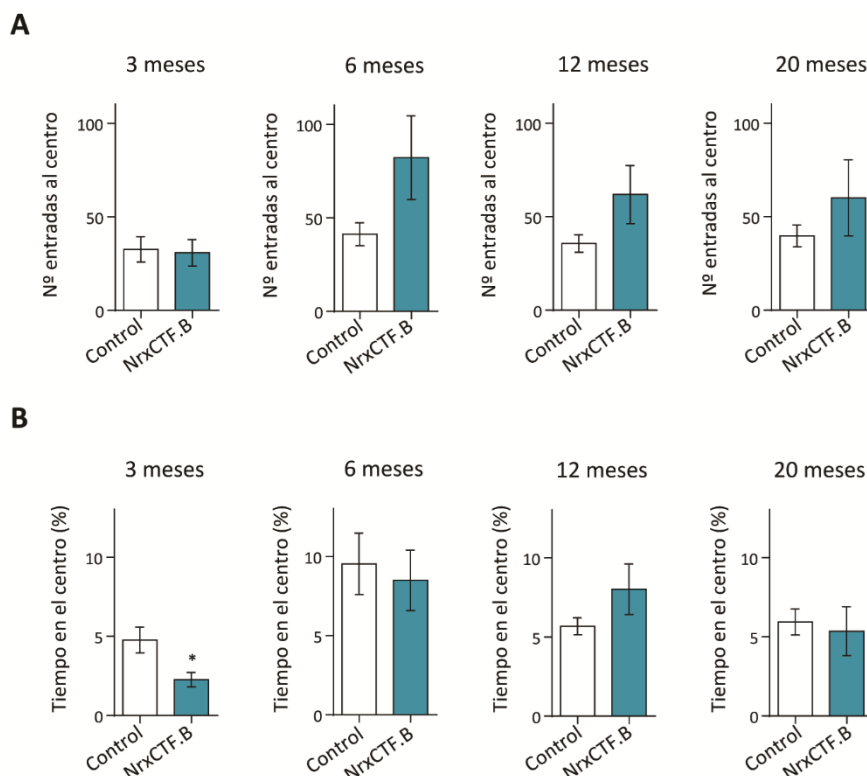 A
3 meses
6 meses
12 meses
20 meses
Nº entradas al centro
100
50
0
Control
NrxCTF.B
Nº entradas al centro
100
50
0
Control
NrxCTF.B
Nº entradas al centro
100
50
0
Control
NrxCTF.B
Nº entradas al centro
100
50
0
Control
NrxCTF.B
B
3 meses
6 meses
12 meses
20 meses
Tiempo en el centro (%)
10
5
0
*
Control
NrxCTF.B
Tiempo en el centro (%)
10
5
0
Control
NrxCTF.B
Tiempo en el centro (%)
10
5
0
Control
NrxCTF.B
Tiempo en el centro (%)
10
5
0
Control
NrxCTF.B